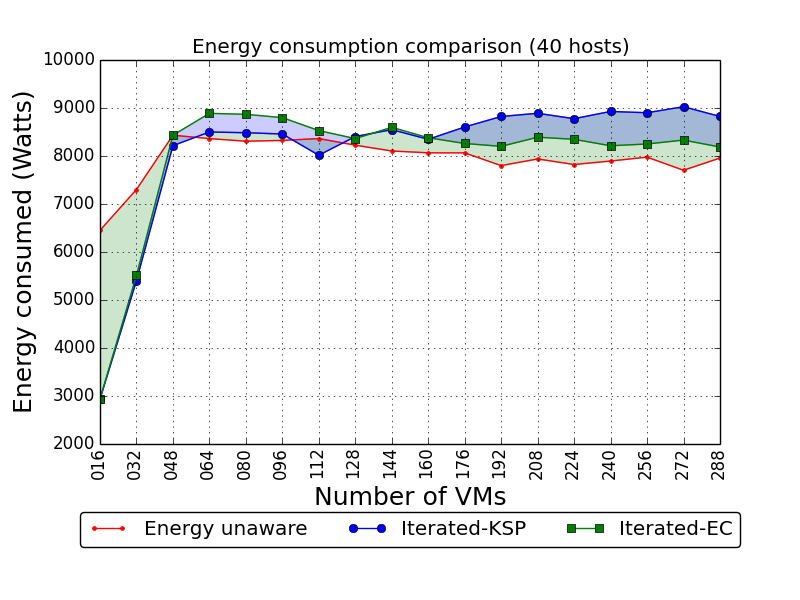 Energy consumption comparison (40 hosts)
10000
9000
8000
7000
6000
5000
4000
3000
2000
Energy consumed (Watts)
016 032 048 064 080 096 112 128 144 160 176 192 208 224 240 256 272 288
Number of VMs
Energy unaware Iterated-KSP Iterated-EC